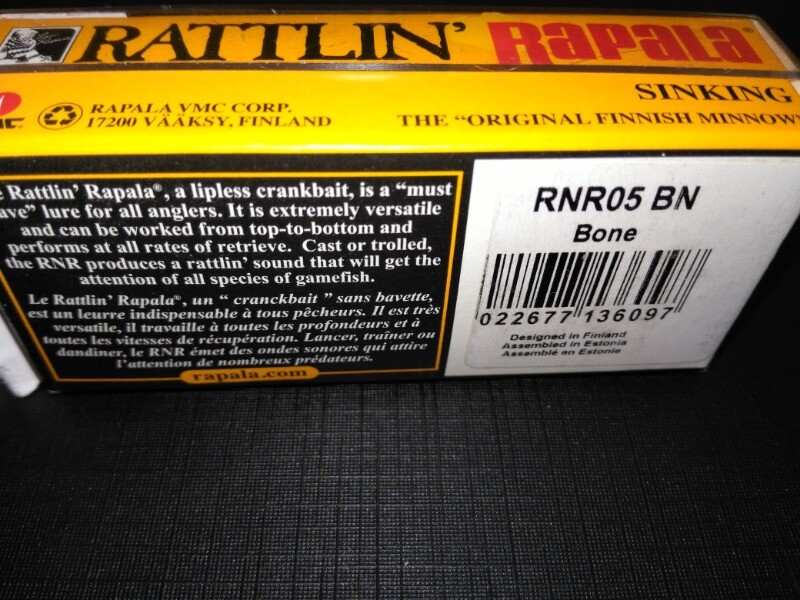 RATTLIN' Rapala®
SINKING
RAPALA VMC CORP.
17200 VÄÄKSY, FINLAND
THE "ORIGINAL FINNISH MINNOW"
Rattlin' Rapala®, a lipless crankbait, is a "must
ave" lure for all anglers. It is extremely versatile
and can be worked from top-to-bottom and
performs at all rates of retrieve. Cast or trolled,
the RNR produces a rattlin' sound that will get the
attention of all species of gamefish.
Le Rattlin' Rapala®, un " cranckbait " sans bavette,
est un leurre indispensable à tous pêcheurs. Il est très
versatile, il travaille à toutes les profondeurs et à
toutes les vitesses de récupération. Lancer, traîner ou
dandiner, le RNR émet des ondes sonores qui attire
l'attention de nombreux prédateurs.
rapala.com
RNR05 BN
Bone
022677 136097
Designed in Finland
Assembled in Estonia
Assemblé en Estonie